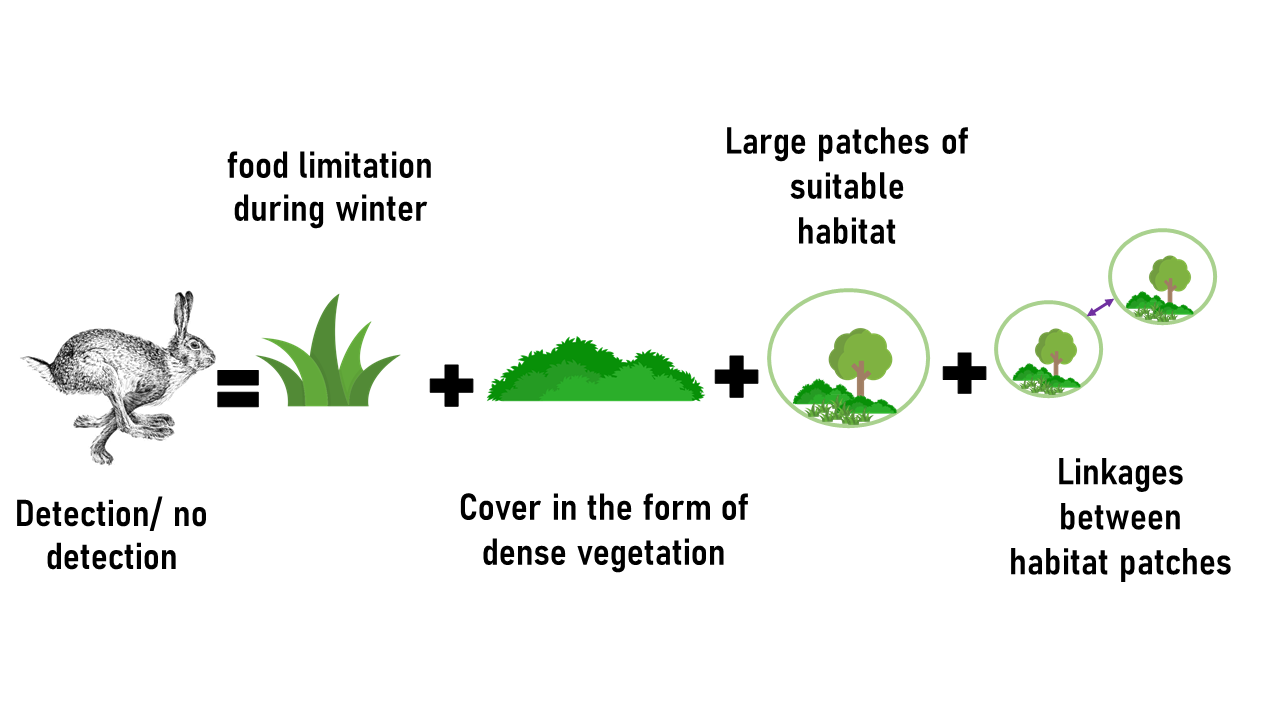 Detection/ no
detection
=
food limitation
during winter
+
Cover in the form of
dense vegetation
+
Large patches of
suitable
habitat
+
Linkages
between
habitat patches